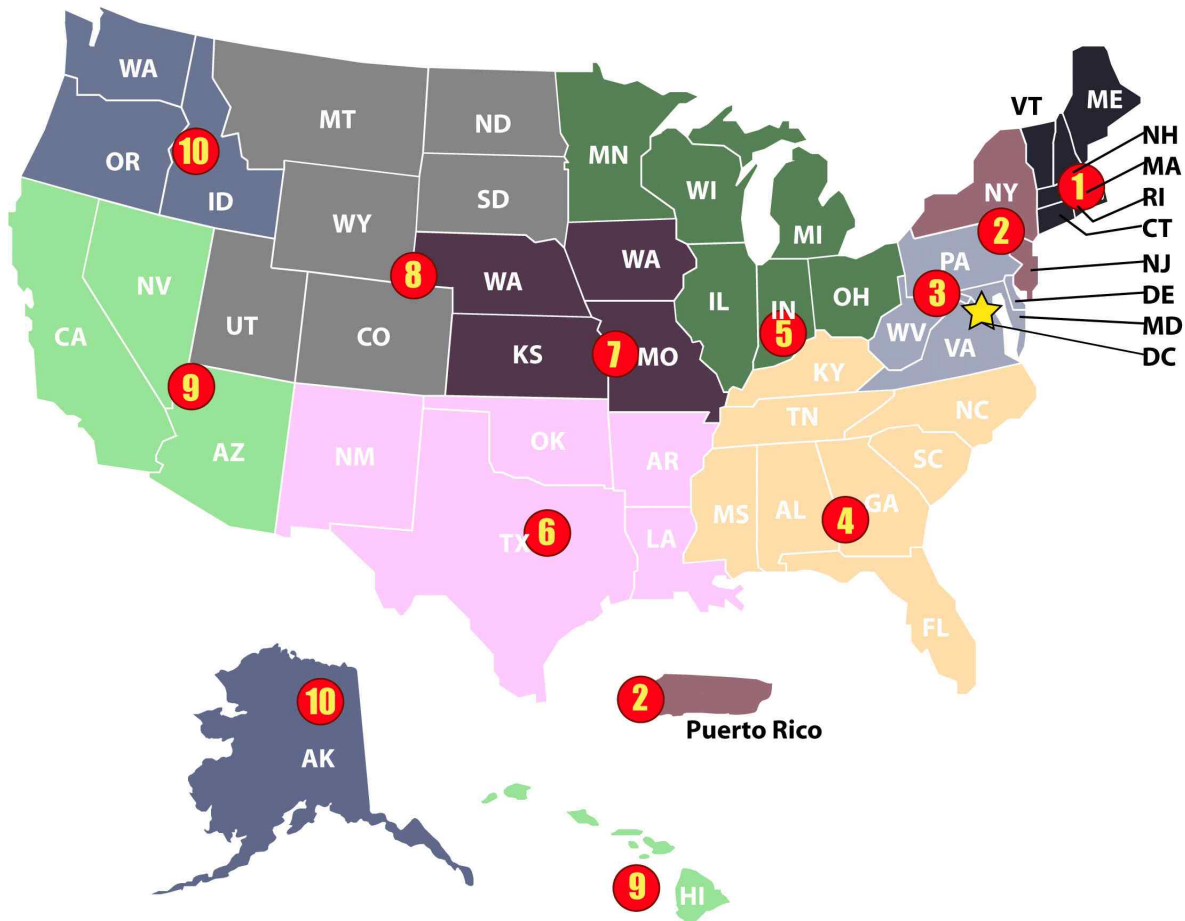 WA
MT
ND
MN
VT
ME
OR
10
ID
SD
WI
MI
NY
1
NH
MA
RI
CT
WY
2
NV
8
WA
WA
PA
NJ
UT
CO
IL
IN
OH
3
DE
CA
5
WV
VA
MD
DC
KS
7
MO
KY
9
AZ
NM
OK
AR
TN
NC
SC
TX
6
LA
MS
AL
4
GA
FL
10
AK
2
Puerto Rico
9
HI